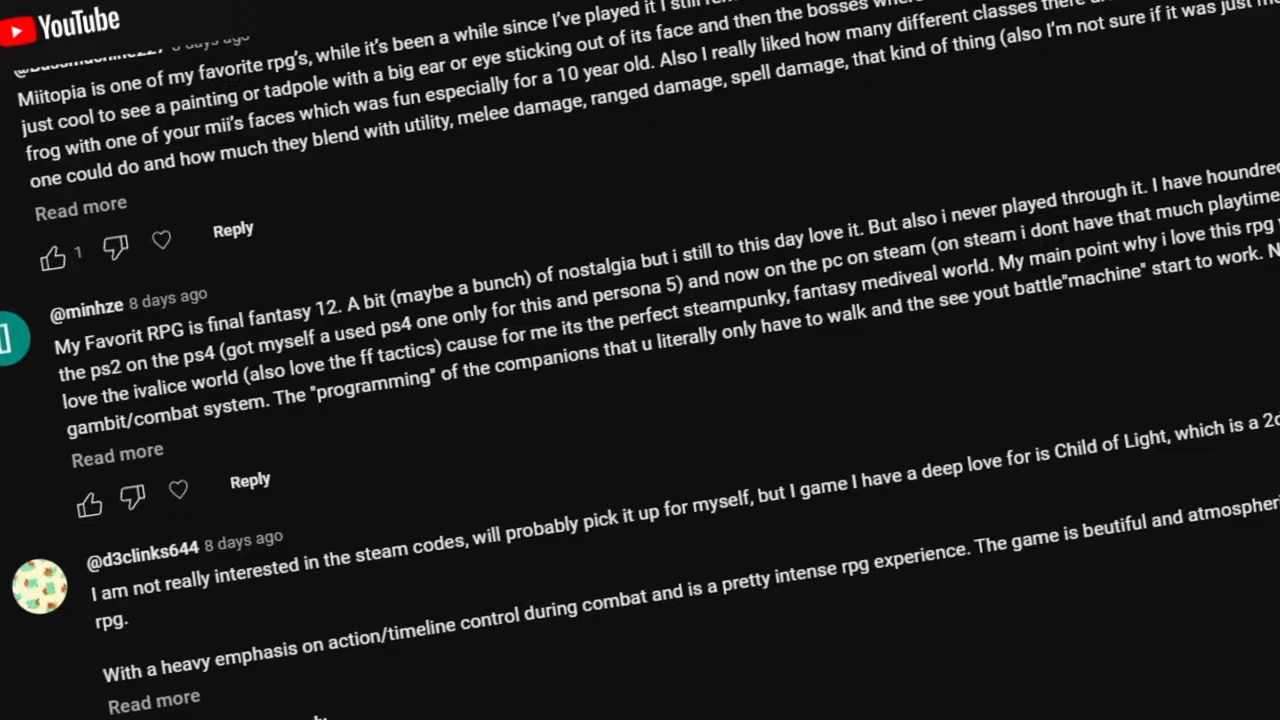 YouTube
8 days ago
Miitopia is one of my favorite rpg's, while it's been a while since I've played it I still
just cool to see a painting or tadpole with a big ear or eye sticking out of its face and then the bosses
frog with one of your mii's faces which was fun especially for a 10 year old. Also I really liked how many different classes there
one could do and how much they blend with utility, melee damage, ranged damage, spell damage, that kind of thing (also I'm not sure if it was just
Read more
1
Reply
@minhze 8 days ago
My Favorit RPG is final fantasy 12. A bit (maybe a bunch) of nostalgia but i still to this day love it. But also i never played through it. I have houndred
the ps2 on the ps4 (got myself a used ps4 one only for this and persona 5) and now on the pc on steam (on steam i dont have that much playtime
love the ivalice world (also love the ff tactics) cause for me its the perfect steampunky, fantasy mediveal world. My main point why i love this rpg
gambit/combat system. The "programming" of the companions that u literally only have to walk and the see yout battle"machine" start to work.
Read more
Reply
@d3clinks644 8 days ago
I am not really interested in the steam codes, will probably pick it up for myself, but I game I have a deep love for is Child of Light, which is a
rpg.
With a heavy emphasis on action/timeline control during combat and is a pretty intense rpg experience. The game is beutiful and
Read more